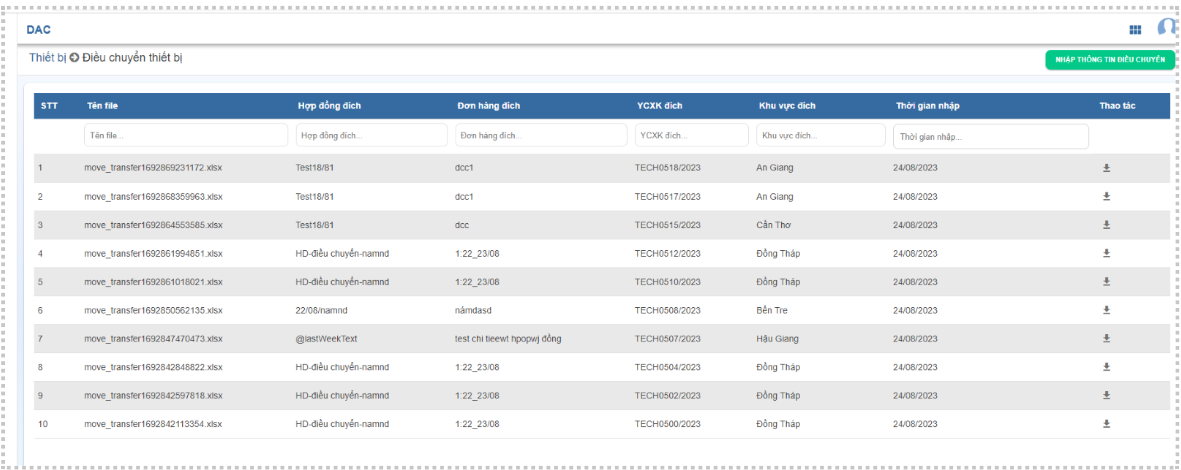 DAC
Thiết bị Điều chuyển thiết bị
NHẬP THÔNG TIN ĐIỀU CHUYỂN
STT Tên file Hợp đồng đích Đơn hàng đích YCXK đích Khu vực đích Thời gian nhập Thao tác
Tên file... Hợp đồng đích... Đơn hàng đích... YCXK đích... Khu vực đích... Thời gian nhập...
1 move_transfer1692869231172.xlsx Test18/81 dcc1 TECH0518/2023 An Giang 24/08/2023
2 move_transfer1692868359963.xlsx Test18/81 dcc1 TECH0517/2023 An Giang 24/08/2023
3 move_transfer1692864553585.xlsx Test18/81 dcc TECH0515/2023 Cần Thơ 24/08/2023
4 move_transfer1692861994851.xlsx HD-điều chuyển-namnd 1:22_23/08 TECH0512/2023 Đồng Tháp 24/08/2023
5 move_transfer1692861018021.xlsx HD-điều chuyển-namnd 1:22_23/08 TECH0510/2023 Đồng Tháp 24/08/2023
6 move_transfer1692850562135.xlsx 22/08/namnd námdasd TECH0508/2023 Bến Tre 24/08/2023
7 move_transfer1692847470473.xlsx @lastWeekText test chi tieewt hpopwj đồng TECH0507/2023 Hậu Giang 24/08/2023
8 move_transfer1692842848822.xlsx HD-điều chuyển-namnd 1:22_23/08 TECH0504/2023 Đồng Tháp 24/08/2023
9 move_transfer1692842597818.xlsx HD-điều chuyển-namnd 1:22_23/08 TECH0502/2023 Đồng Tháp 24/08/2023
10 move_transfer1692842113354.xlsx HD-điều chuyển-namnd 1:22_23/08 TECH0500/2023 Đồng Tháp 24/08/2023